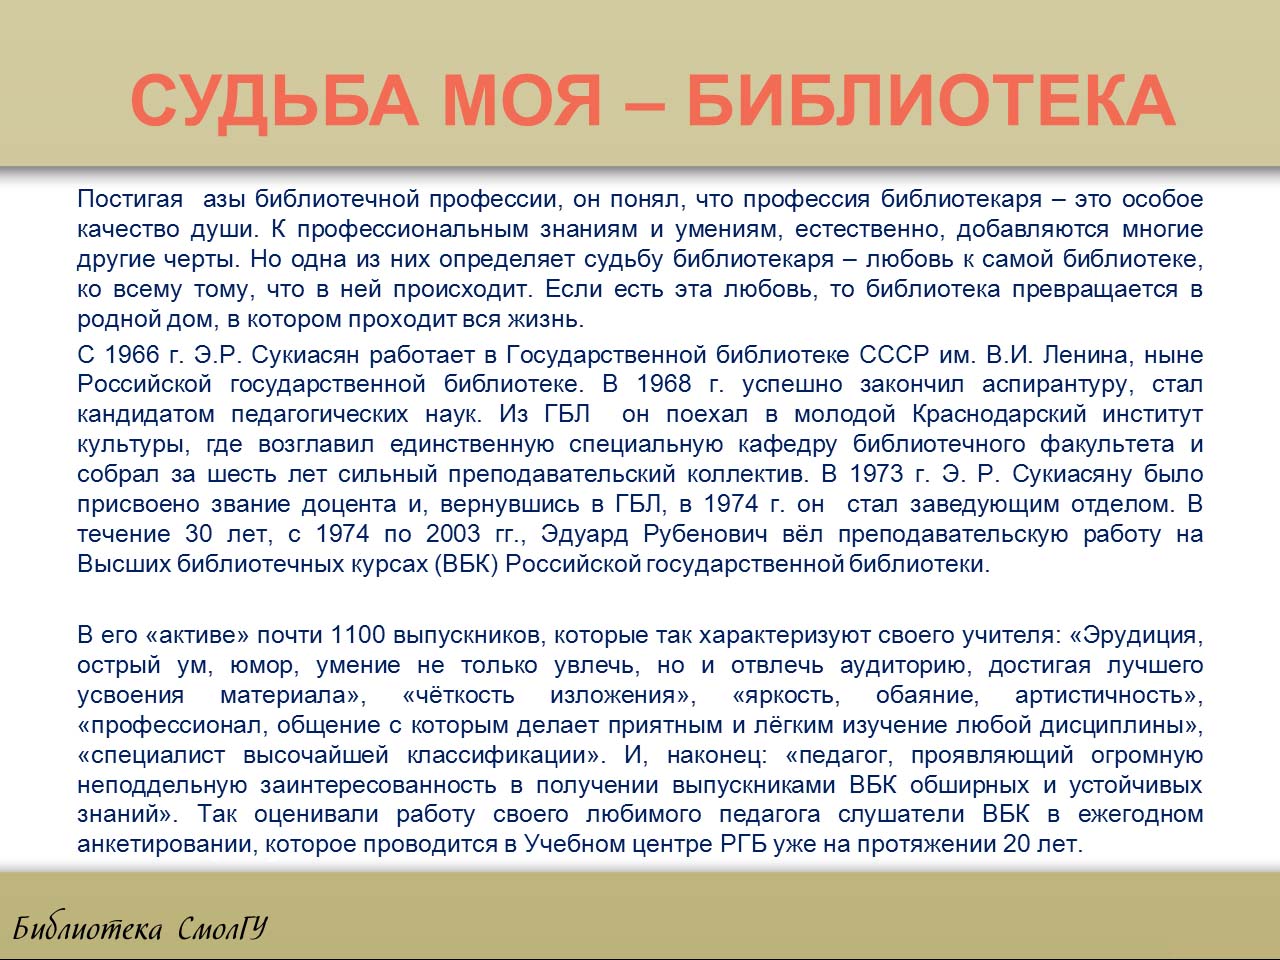 СУДЬБА МОЯ – БИБЛИОТЕКА
Постигая азы библиотечной профессии, он понял, что профессия библиотекаря – это особое
качество души. К профессиональным знаниям и умениям, естественно, добавляются многие
другие черты. Но одна из них определяет судьбу библиотекаря – любовь к самой библиотеке,
ко всему тому, что в ней происходит. Если есть эта любовь, то библиотека превращается в
родной дом, в котором проходит вся жизнь.
С 1966 г. Э.Р. Сукиасян работает в Государственной библиотеке СССР им. В.И. Ленина, ныне
Российской государственной библиотеке. В 1968 г. успешно закончил аспирантуру, стал
кандидатом педагогических наук. Из ГБЛ он поехал в молодой Краснодарский институт
культуры, где возглавил единственную специальную кафедру библиотечного факультета и
собрал за шесть лет сильный преподавательский коллектив. В 1973 г. Э. Р. Сукиасяну было
присвоено звание доцента и, вернувшись в ГБЛ, в 1974 г. он стал заведующим отделом. В
течение 30 лет, с 1974 по 2003 гг., Эдуард Рубенович вёл преподавательскую работу на
Высших библиотечных курсах (ВБК) Российской государственной библиотеки.
В его «активе» почти 1100 выпускников, которые так характеризуют своего учителя: «Эрудиция,
острый ум, юмор, умение не только увлечь, но и отвлечь аудиторию, достигая лучшего
усвоения материала», «чёткость изложения», «яркость, обаяние, артистичность»,
«профессионал, общение с которым делает приятным и лёгким изучение любой дисциплины»,
«специалист высочайшей классификации». И, наконец: «педагог, проявляющий огромную
неподдельную заинтересованность в получении выпускниками ВБК обширных и устойчивых
знаний». Так оценивали работу своего любимого педагога слушатели ВБК в ежегодном
анкетировании, которое проводится в Учебном центре РГБ уже на протяжении 20 лет.
Библиотека СмолГУ